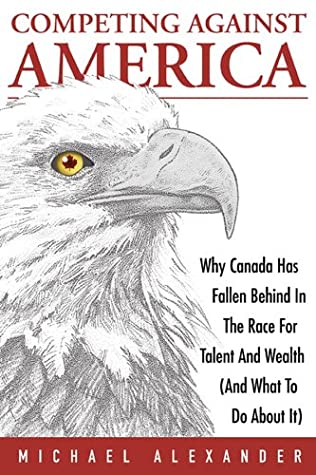 COMPETING AGAINST
AMERICA
Why Canada Has
Fallen Behind In
The Race For
Talent And Wealth
(And What To
Do About It)
MICHAEL ALEXANDER